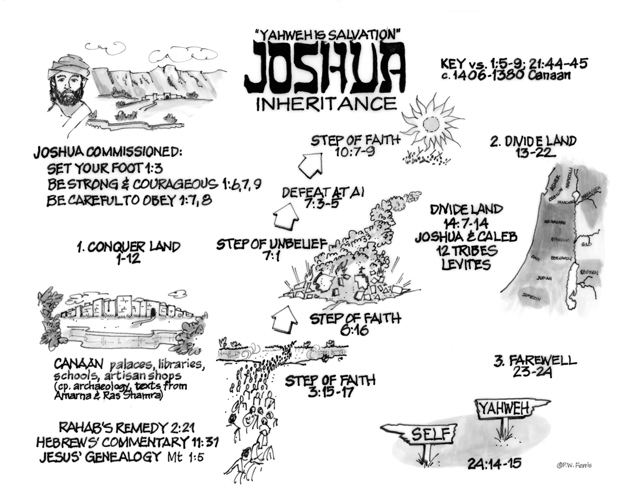 "YAHWEH IS SALVATION"
JOSHUA
INHERITANCE
KEY vs. 1:5-9; 21:44-45
c. 1406-1380 Canaan
JOSHUA COMMISSIONED:
SET YOUR FOOT 1:3
BE STRONG & COURAGEOUS 1:6,7,9
BE CAREFUL TO OBEY 1:7,8
1. CONQUER LAND
1-12
CANAAN palaces, libraries,
schools, artisan shops
(cp. archaeology, texts from
Amarna & Ras Shamra)
RAHAB'S REMEDY 2:21
HEBREWS' COMMENTARY 11:31
JESUS' GENEALOGY Mt 1:5
STEP OF FAITH
10:7-9
DEFEAT AT AI
7:3-5
STEP OF UNBELIEF
7:1
STEP OF FAITH
6:16
STEP OF FAITH
3:15-17
2. DIVIDE LAND
13-22
DIVIDE LAND
14:7-14
JOSHUA & CALEB
12 TRIBES
LEVITES
3. FAREWELL
23-24
YAHWEH
SELF
24:14-15
©P.W. Ferris